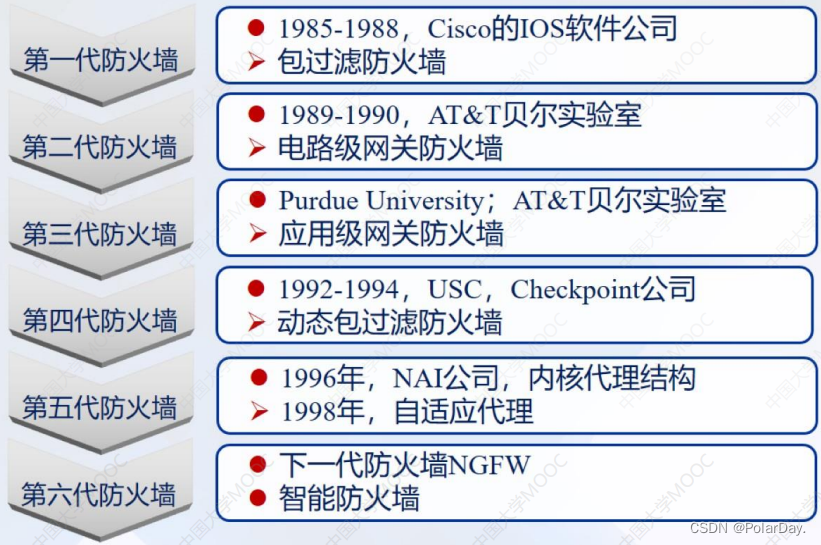 第一代防火墙
1985-1988，Cisco的IOS软件公司
包过滤防火墙
第二代防火墙
1989-1990，AT&T贝尔实验室
电路级网关防火墙
第三代防火墙
Purdue University；AT&T贝尔实验室
应用级网关防火墙
第四代防火墙
1992-1994，USC，Checkpoint公司
动态包过滤防火墙
第五代防火墙
1996年，NAI公司，内核代理结构
1998年，自适应代理
第六代防火墙
下一代防火墙NGFW
智能防火墙
中国大学MOOC
CSDN @PolarDay.